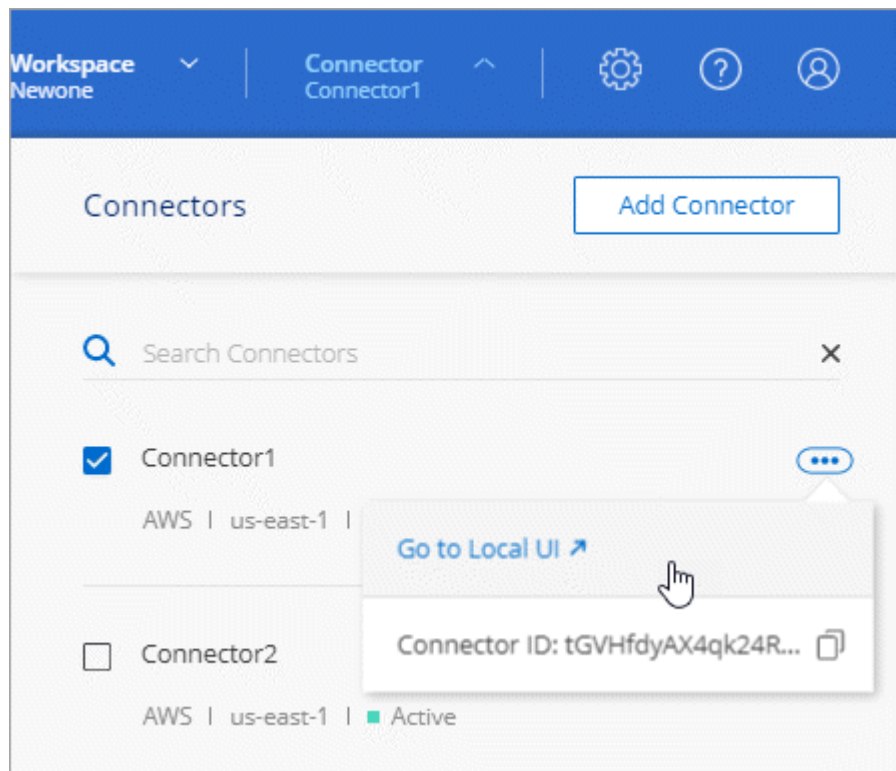 Workspace
Newone
Connector
Connector1
Connectors
Add Connector
Search Connectors
Connector1
AWS | us-east-1 |
Go to Local UI
Connector ID: tGVHfdyAX4qk24R...
Connector2
AWS | us-east-1 | Active